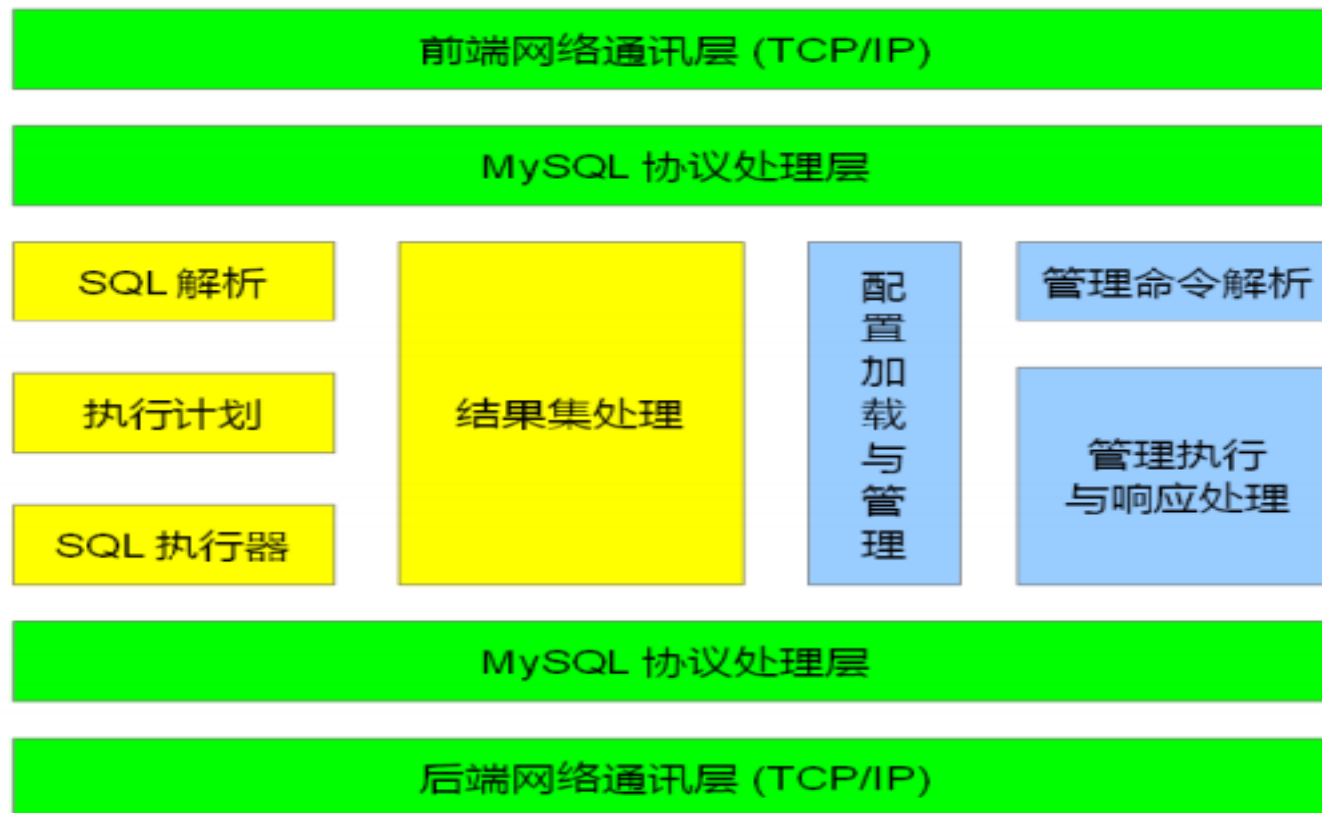 前端网络通讯层 (TCP/IP)
MySQL 协议处理层
SQL 解析
执行计划
SQL 执行器
结果集处理
配
置
加
载
与
管
理
管理命令解析
管理执行
与响应处理
MySQL 协议处理层
后端网络通讯层 (TCP/IP)